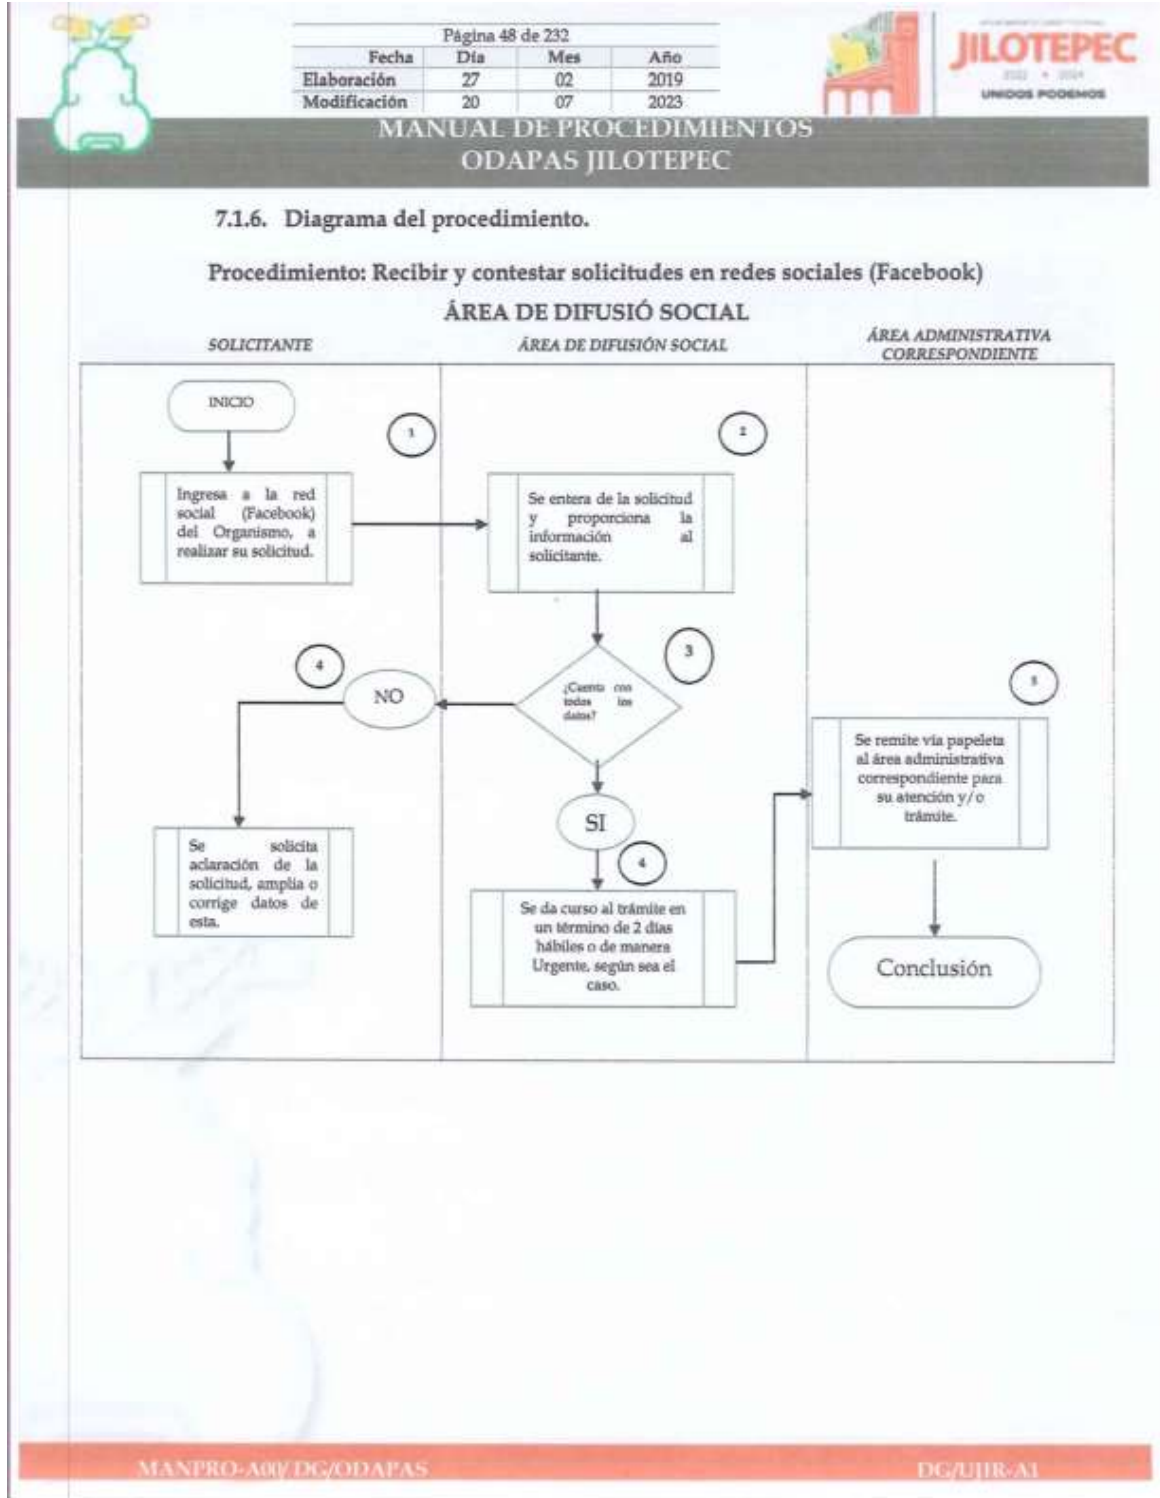 Página 48 de 232
Fecha Día Mes Año
Elaboración 27 02 2019
Modificación 20 07 2023
JILOTEPEC
UNIDOS PODEMOS
MANUAL DE PROCEDIMIENTOS
ODAPAS JILOTEPEC
7.1.6. Diagrama del procedimiento.
Procedimiento: Recibir y contestar solicitudes en redes sociales (Facebook)
ÁREA DE DIFUSIÓ SOCIAL
SOLICITANTE
ÁREA DE DIFUSIÓN SOCIAL
ÁREA ADMINISTRATIVA
CORRESPONDIENTE
INICIO
1
2
Ingresa a la red
social (Facebook)
del Organismo, a
realizar su solicitud.
Se entera de la solicitud
y proporciona la
información al
solicitante.
3
¿Cuenta con
todos los
datos?
4
NO
Se solicita
aclaración de la
solicitud, amplia o
corrige datos de
esta.
SI
4
Se da curso al trámite en
un término de 2 días
hábiles o de manera
Urgente, según sea el
caso.
5
Se remite vía papeleta
al área administrativa
correspondiente para
su atención y/o
trámite.
Conclusión
MANPRO-A00/ DG/ODAPAS
DG/UJIR-A1